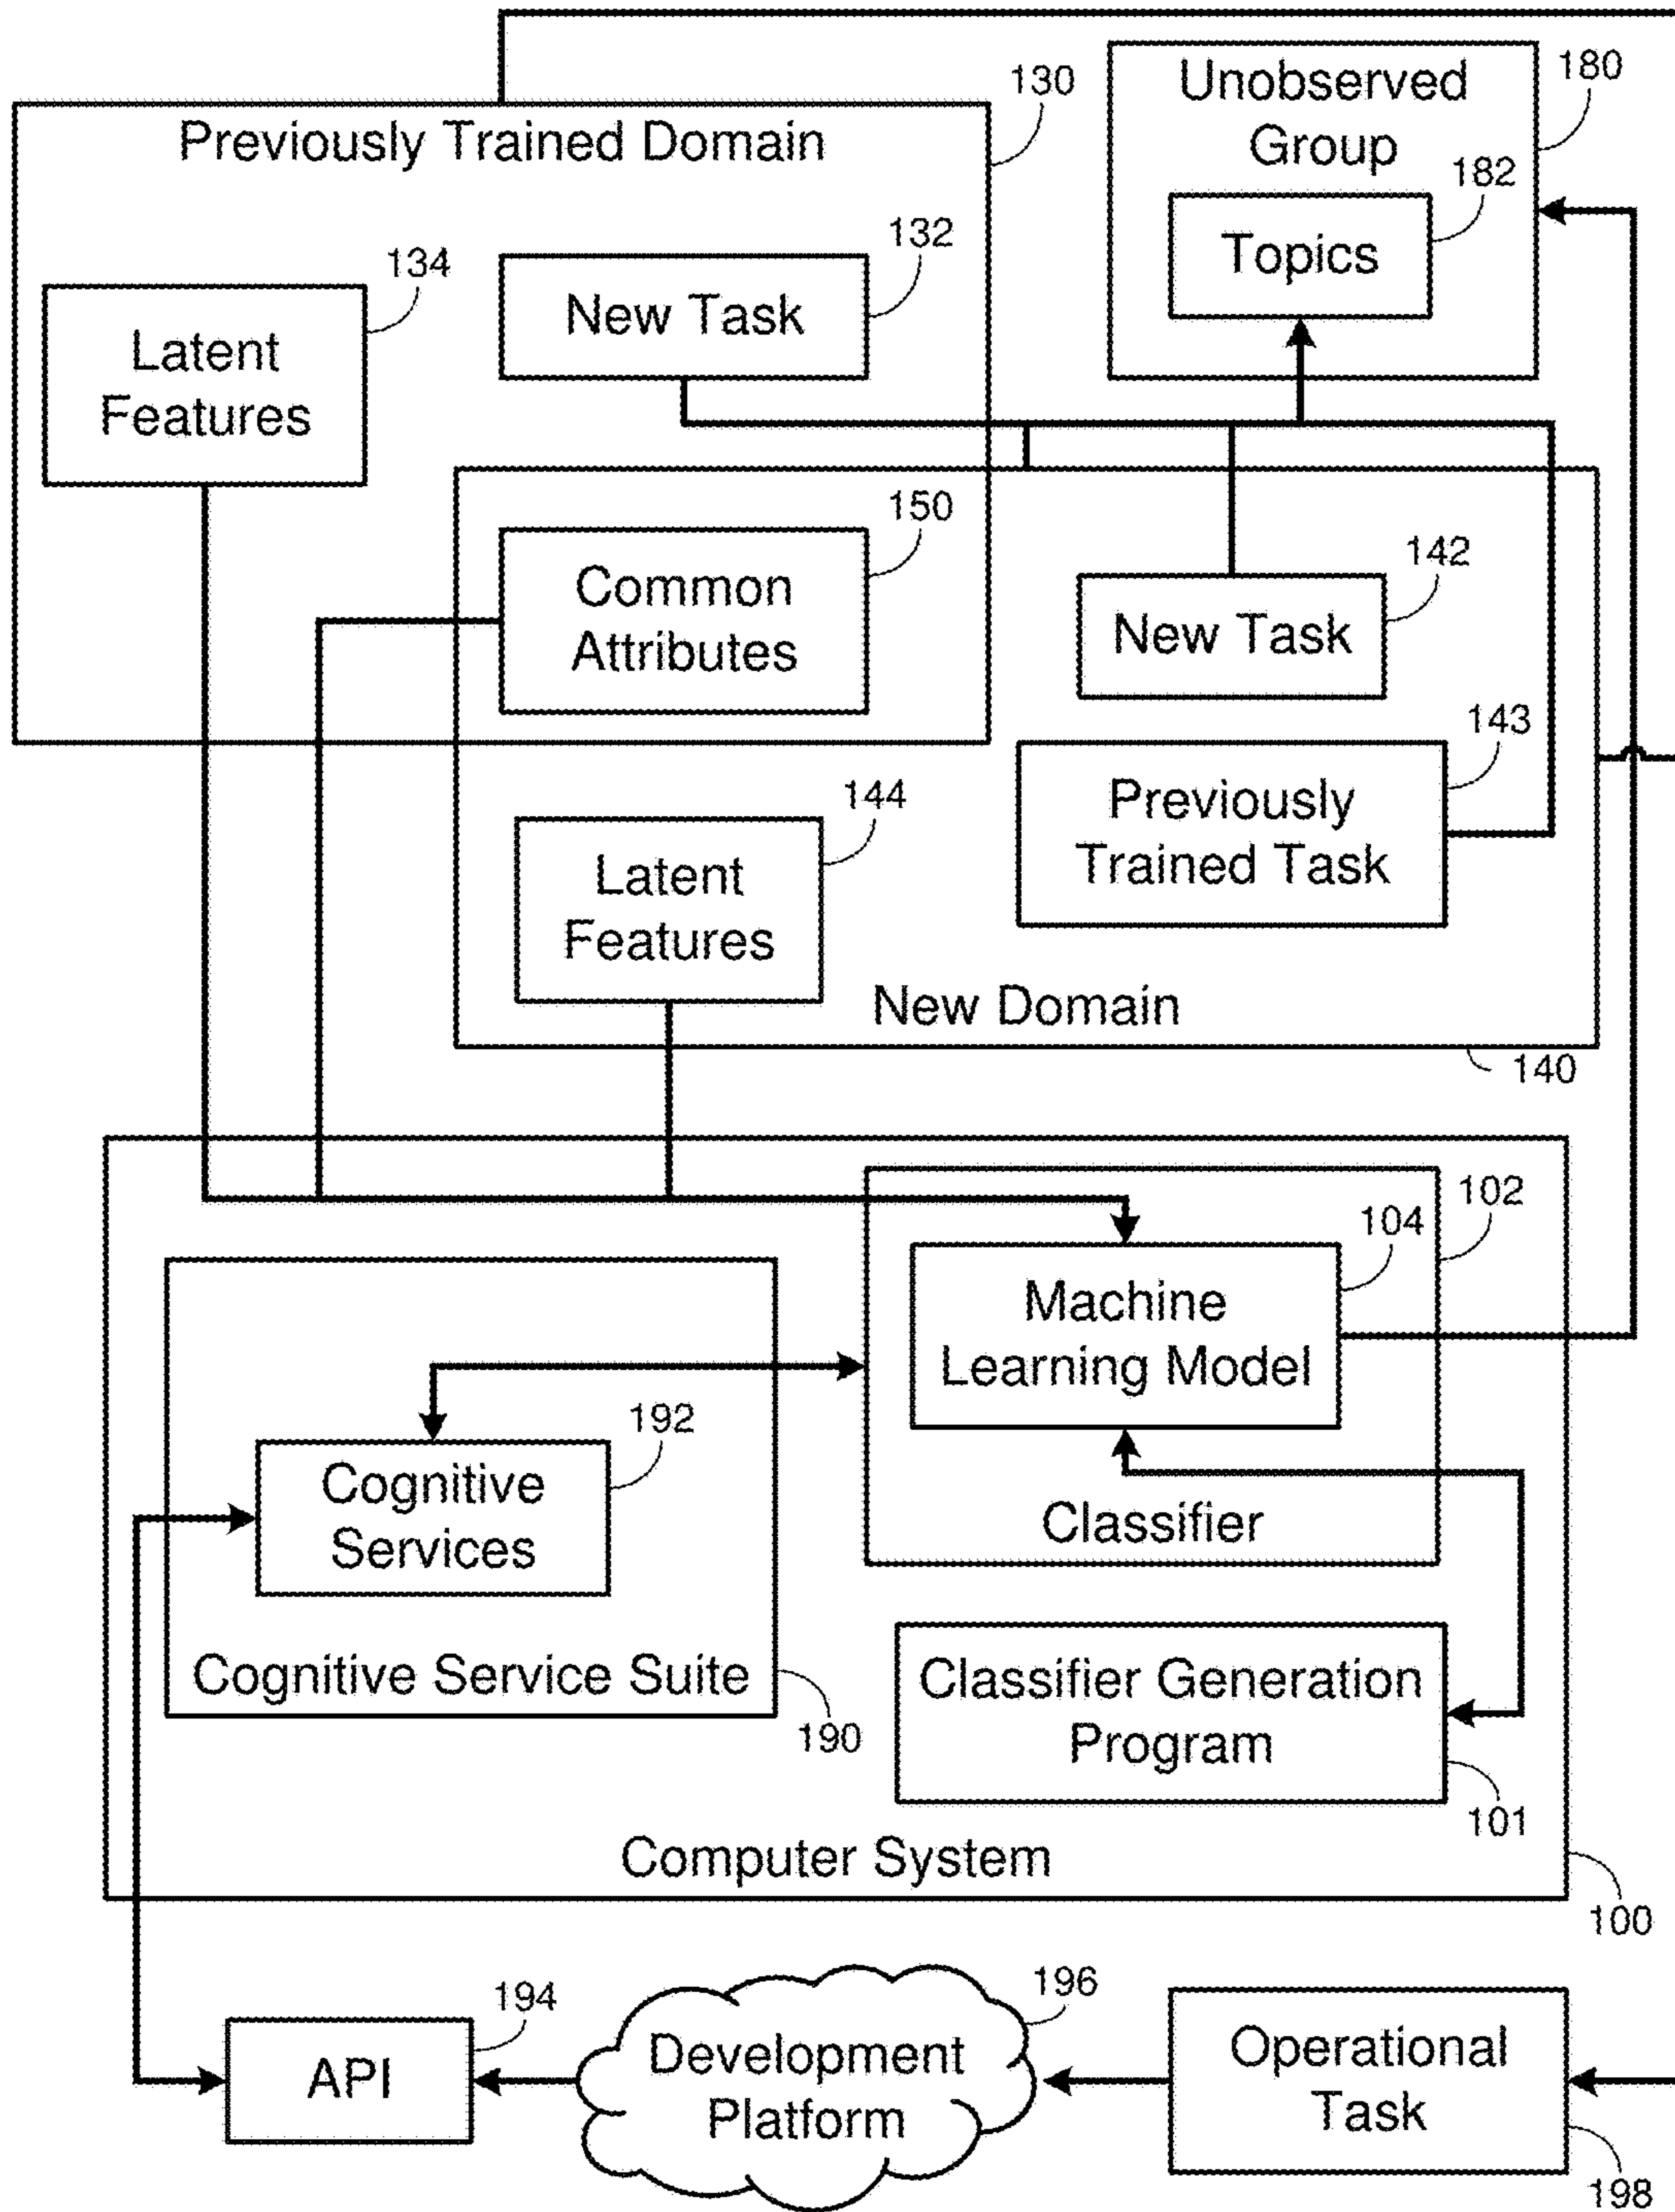 130
Unobserved
Group
180
Previously Trained Domain
182
Topics
132
New Task
134
Latent
Features
150
Common
Attributes
142
New Task
143
Previously
Trained Task
144
Latent
Features
New Domain
140
102
104
Machine
Learning Model
192
Cognitive
Services
Classifier
Cognitive Service Suite
190
Classifier Generation
Program
101
Computer System
100
194
API
196
Development
Platform
Operational
Task
198